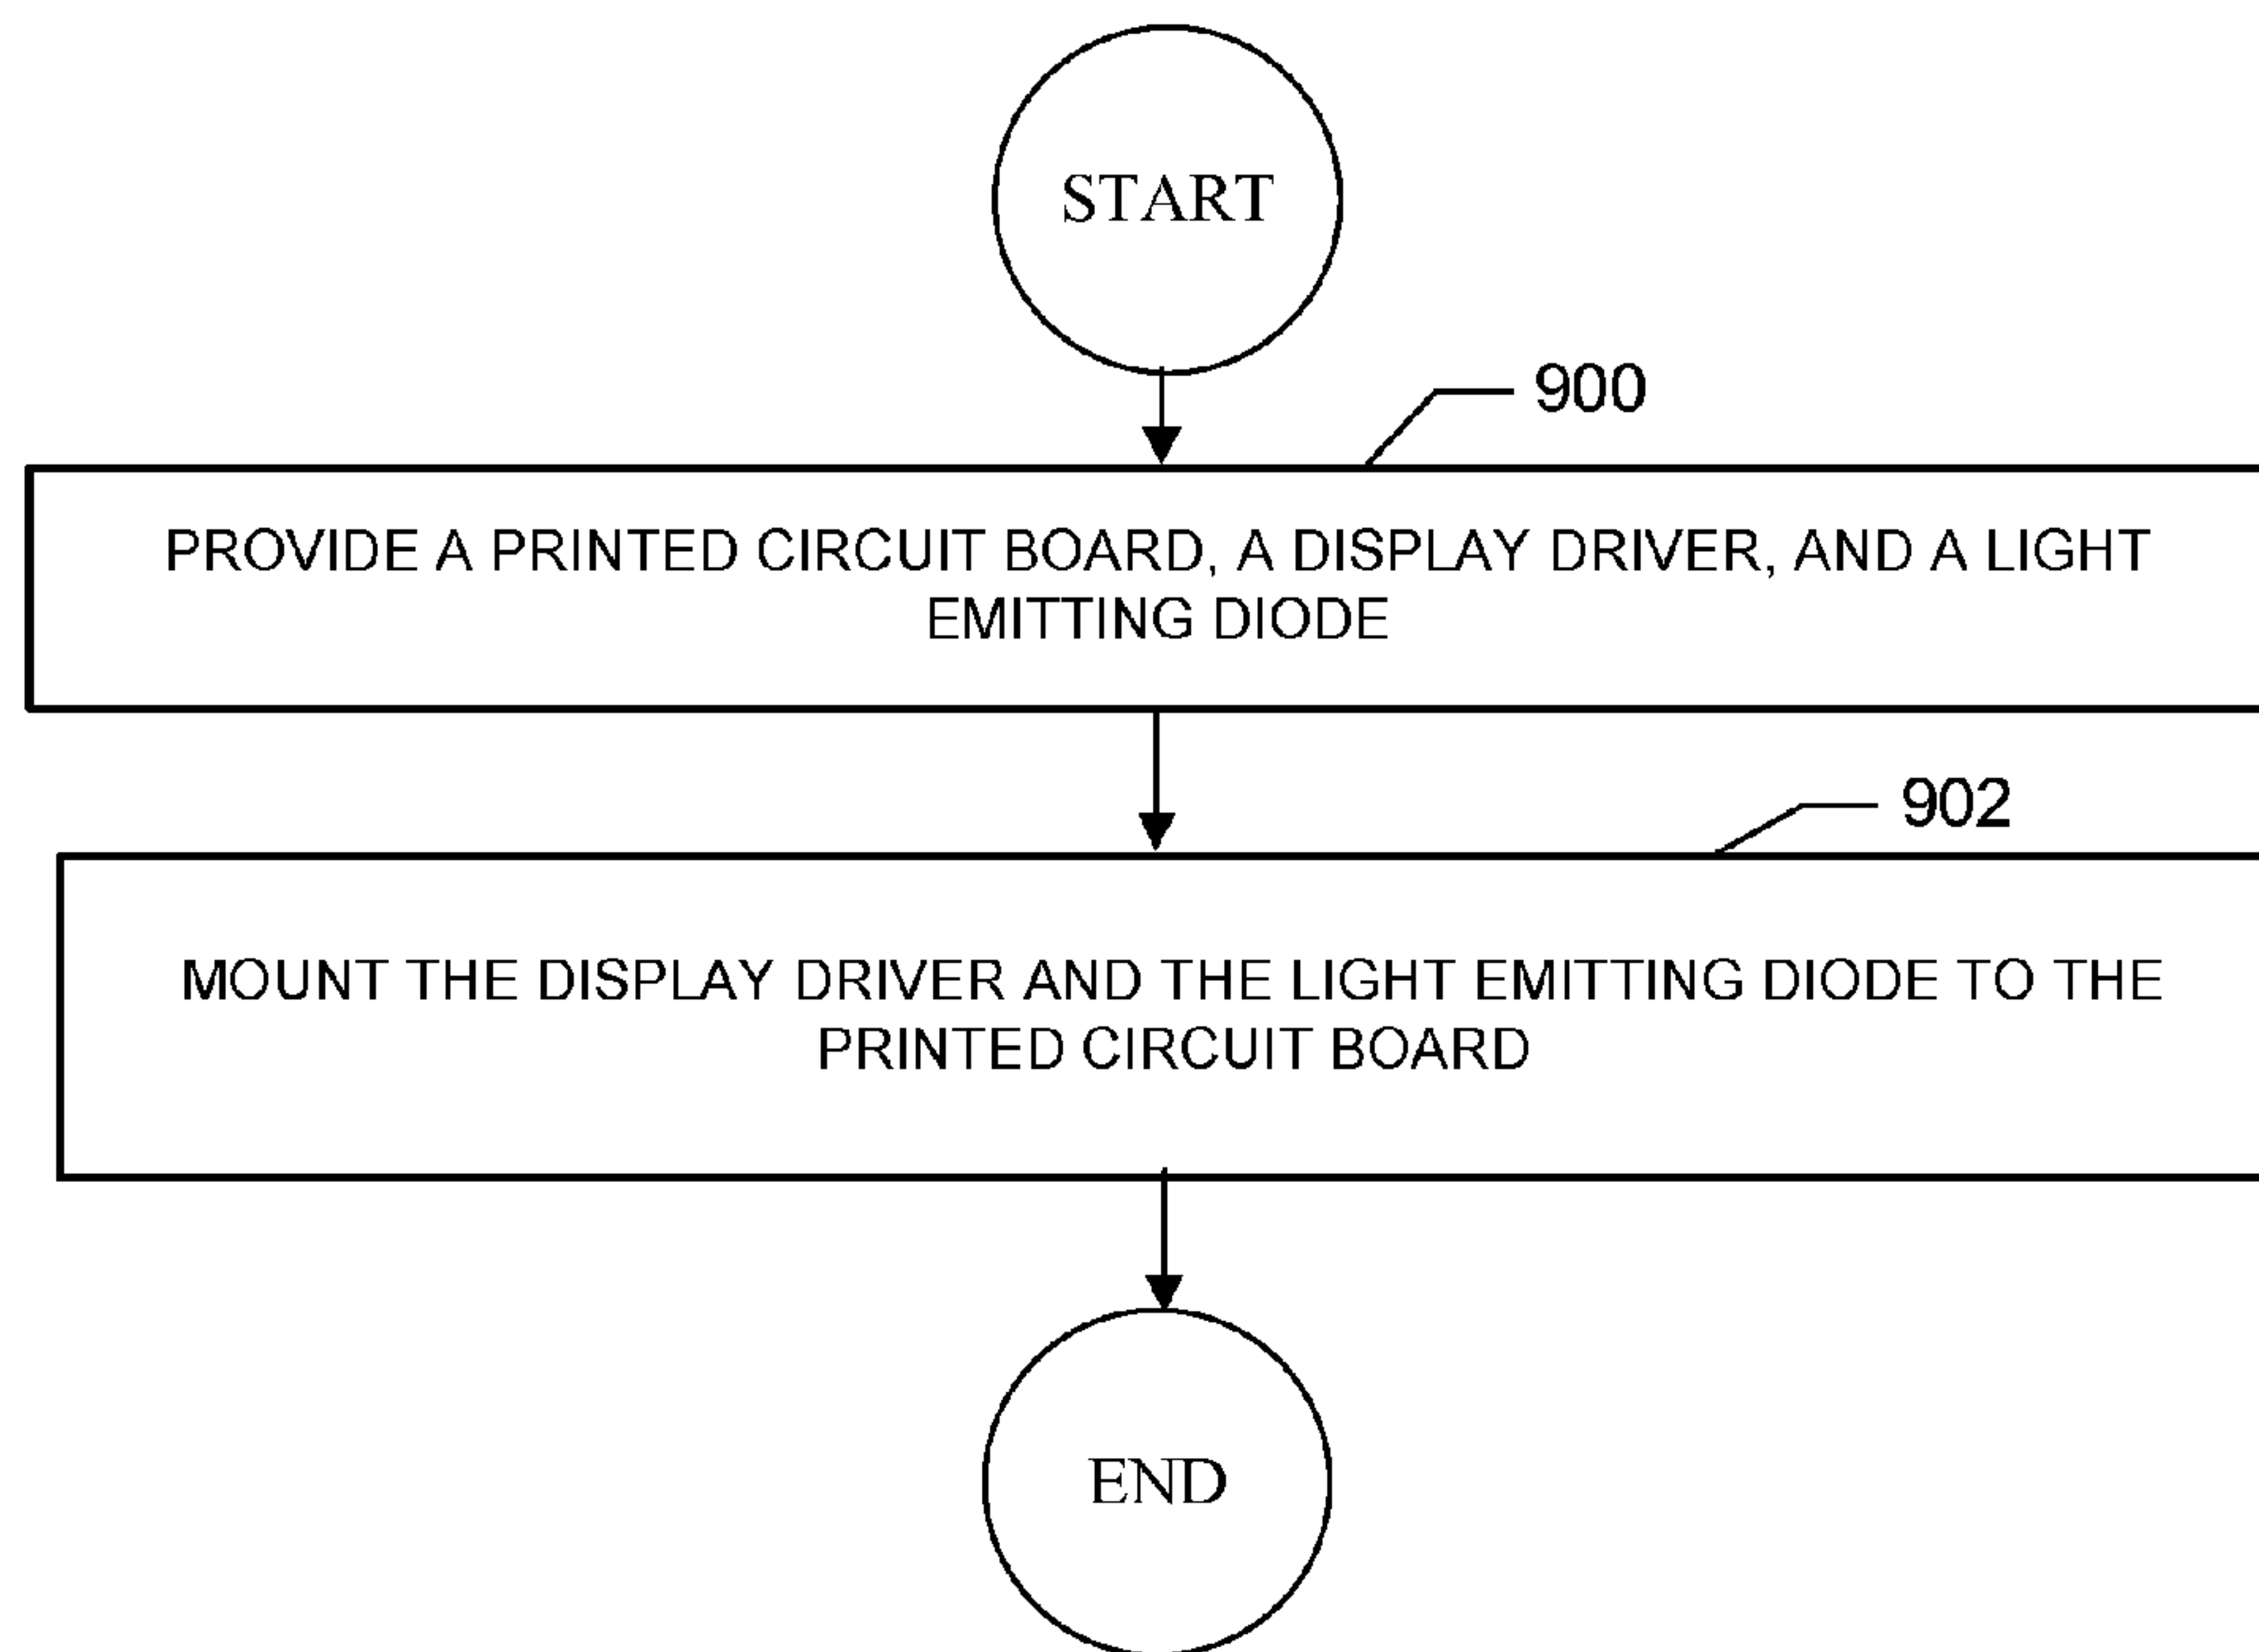 START
900
PROVIDE A PRINTED CIRCUIT BOARD, A DISPLAY DRIVER, AND A LIGHT
EMITTING DIODE
902
MOUNT THE DISPLAY DRIVER AND THE LIGHT EMITTING DIODE TO THE
PRINTED CIRCUIT BOARD
END